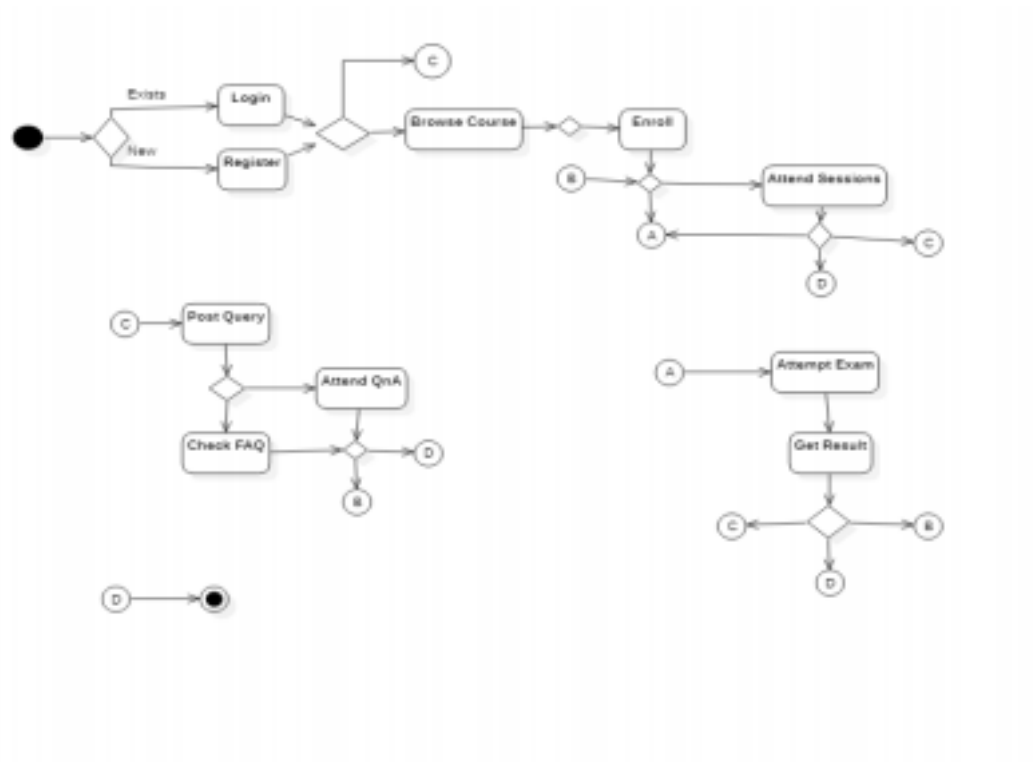 C
Exists
Login
Browse Course
Enroll
New
Register
B
Attend Sessions
A
C
D
C
Post Query
Attend QnA
A
Attempt Exam
Check FAQ
D
Get Result
B
C
B
D
D